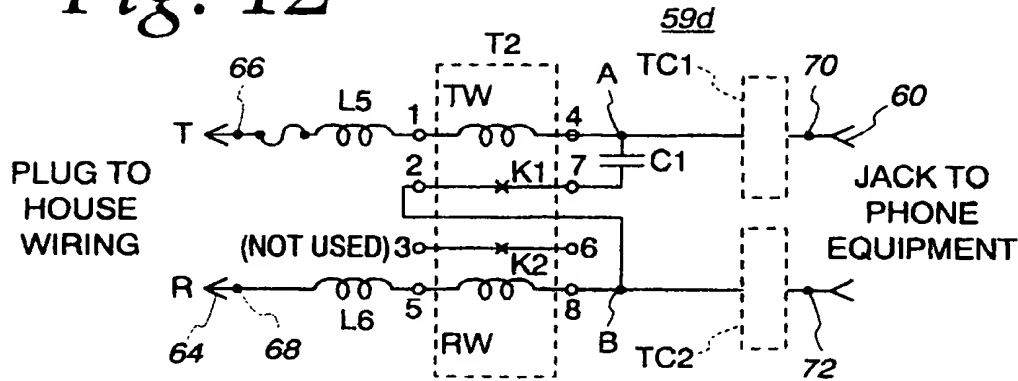 Fig. 12
59d
T2
TC1
A
70
60
66
L5
1
TW
4
T
2
K1
7
C1
PLUG TO
HOUSE
WIRING
JACK TO
PHONE
EQUIPMENT
(NOT USED) 3
6
K2
R
L6
5
8
64
68
RW
B
TC2
72